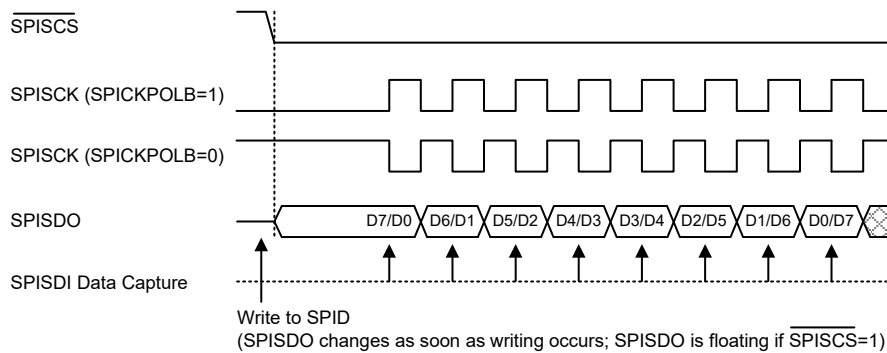 SPISCS
SPISCK (SPICKPOLB=1)
SPISCK (SPICKPOLB=0)
SPISDO
D7/D0 D6/D1 D5/D2 D4/D3 D3/D4 D2/D5 D1/D6 D0/D7
SPISDI Data Capture
Write to SPID
(SPISDO changes as soon as writing occurs; SPISDO is floating if SPISCS=1)